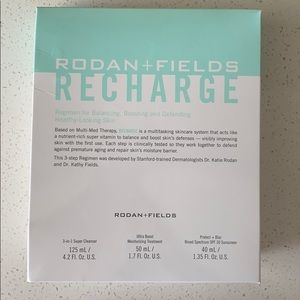 RODAN+FIELDS
RECHARGE
Regimen for Balancing, Boosting and Defending
Healthy-Looking Skin
Based on Multi-Med Therapy, RECHARGE is a multitasking skincare system that acts like
a nutrient-rich super vitamin to balance and boost skin's defenses — visibly improving
skin with the first use. Each step is clinically tested so they work together to defend
against premature aging and repair skin's moisture barrier.
This 3-step Regimen was developed by Stanford-trained Dermatologists Dr. Katie Rodan
and Dr. Kathy Fields.
RODAN+FIELDS
3-in-1 Super Cleanser
125 mL /
4.2 Fl. Oz. U.S.
Ultra Boost
Moisturizing Treatment
50 mL /
1.7 Fl. Oz. U.S.
Protect + Blur
Broad Spectrum SPF 30 Sunscreen
40 mL /
1.35 Fl. Oz. U.S.